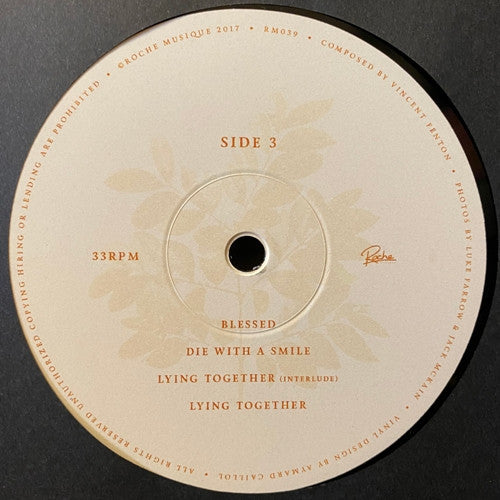 ©ROCHE MUSIQUE 2017 • RM039 • COMPOSED BY VINCENT FENTON • PHOTOS BY LUKE FARROW & JACK MCKAIN • VINYL DESIGN BY AYMARD CAILLOL • ALL RIGHTS RESERVED UNAUTHORIZED COPYING HIRING OR LENDING ARE PROHIBITED •
SIDE 3
33RPM
Roche
BLESSED
DIE WITH A SMILE
LYING TOGETHER (INTERLUDE)
LYING TOGETHER